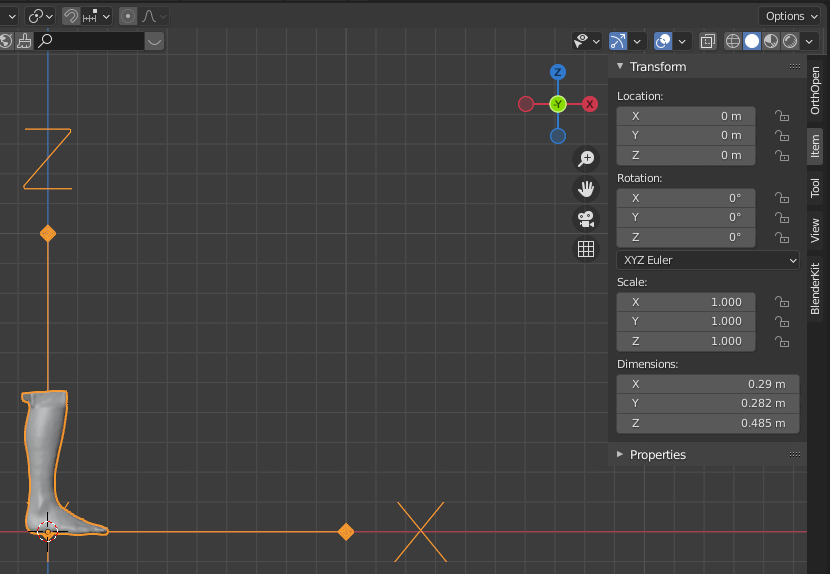 Options
Z
Z
-Y
X
Transform
Location:
X 0 m
Y 0 m
Z 0 m
Rotation:
X 0°
Y 0°
Z 0°
XYZ Euler
Scale:
X 1.000
Y 1.000
Z 1.000
Dimensions:
X 0.29 m
Y 0.282 m
Z 0.485 m
Properties
X
OrthOpen
Item
Tool
View
BlenderKit